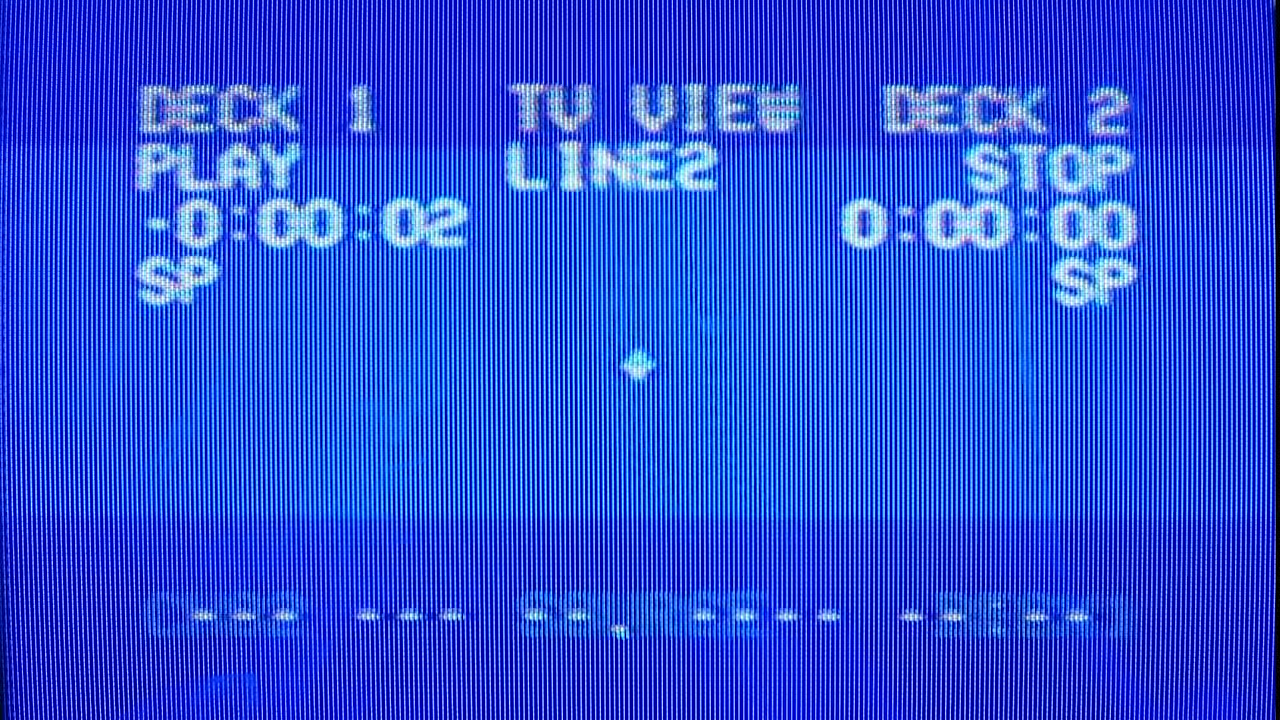 DECK 1 TV VIEW DECK 2
PLAY LINE2 STOP
-0:00:02 0:00:00
SP SP